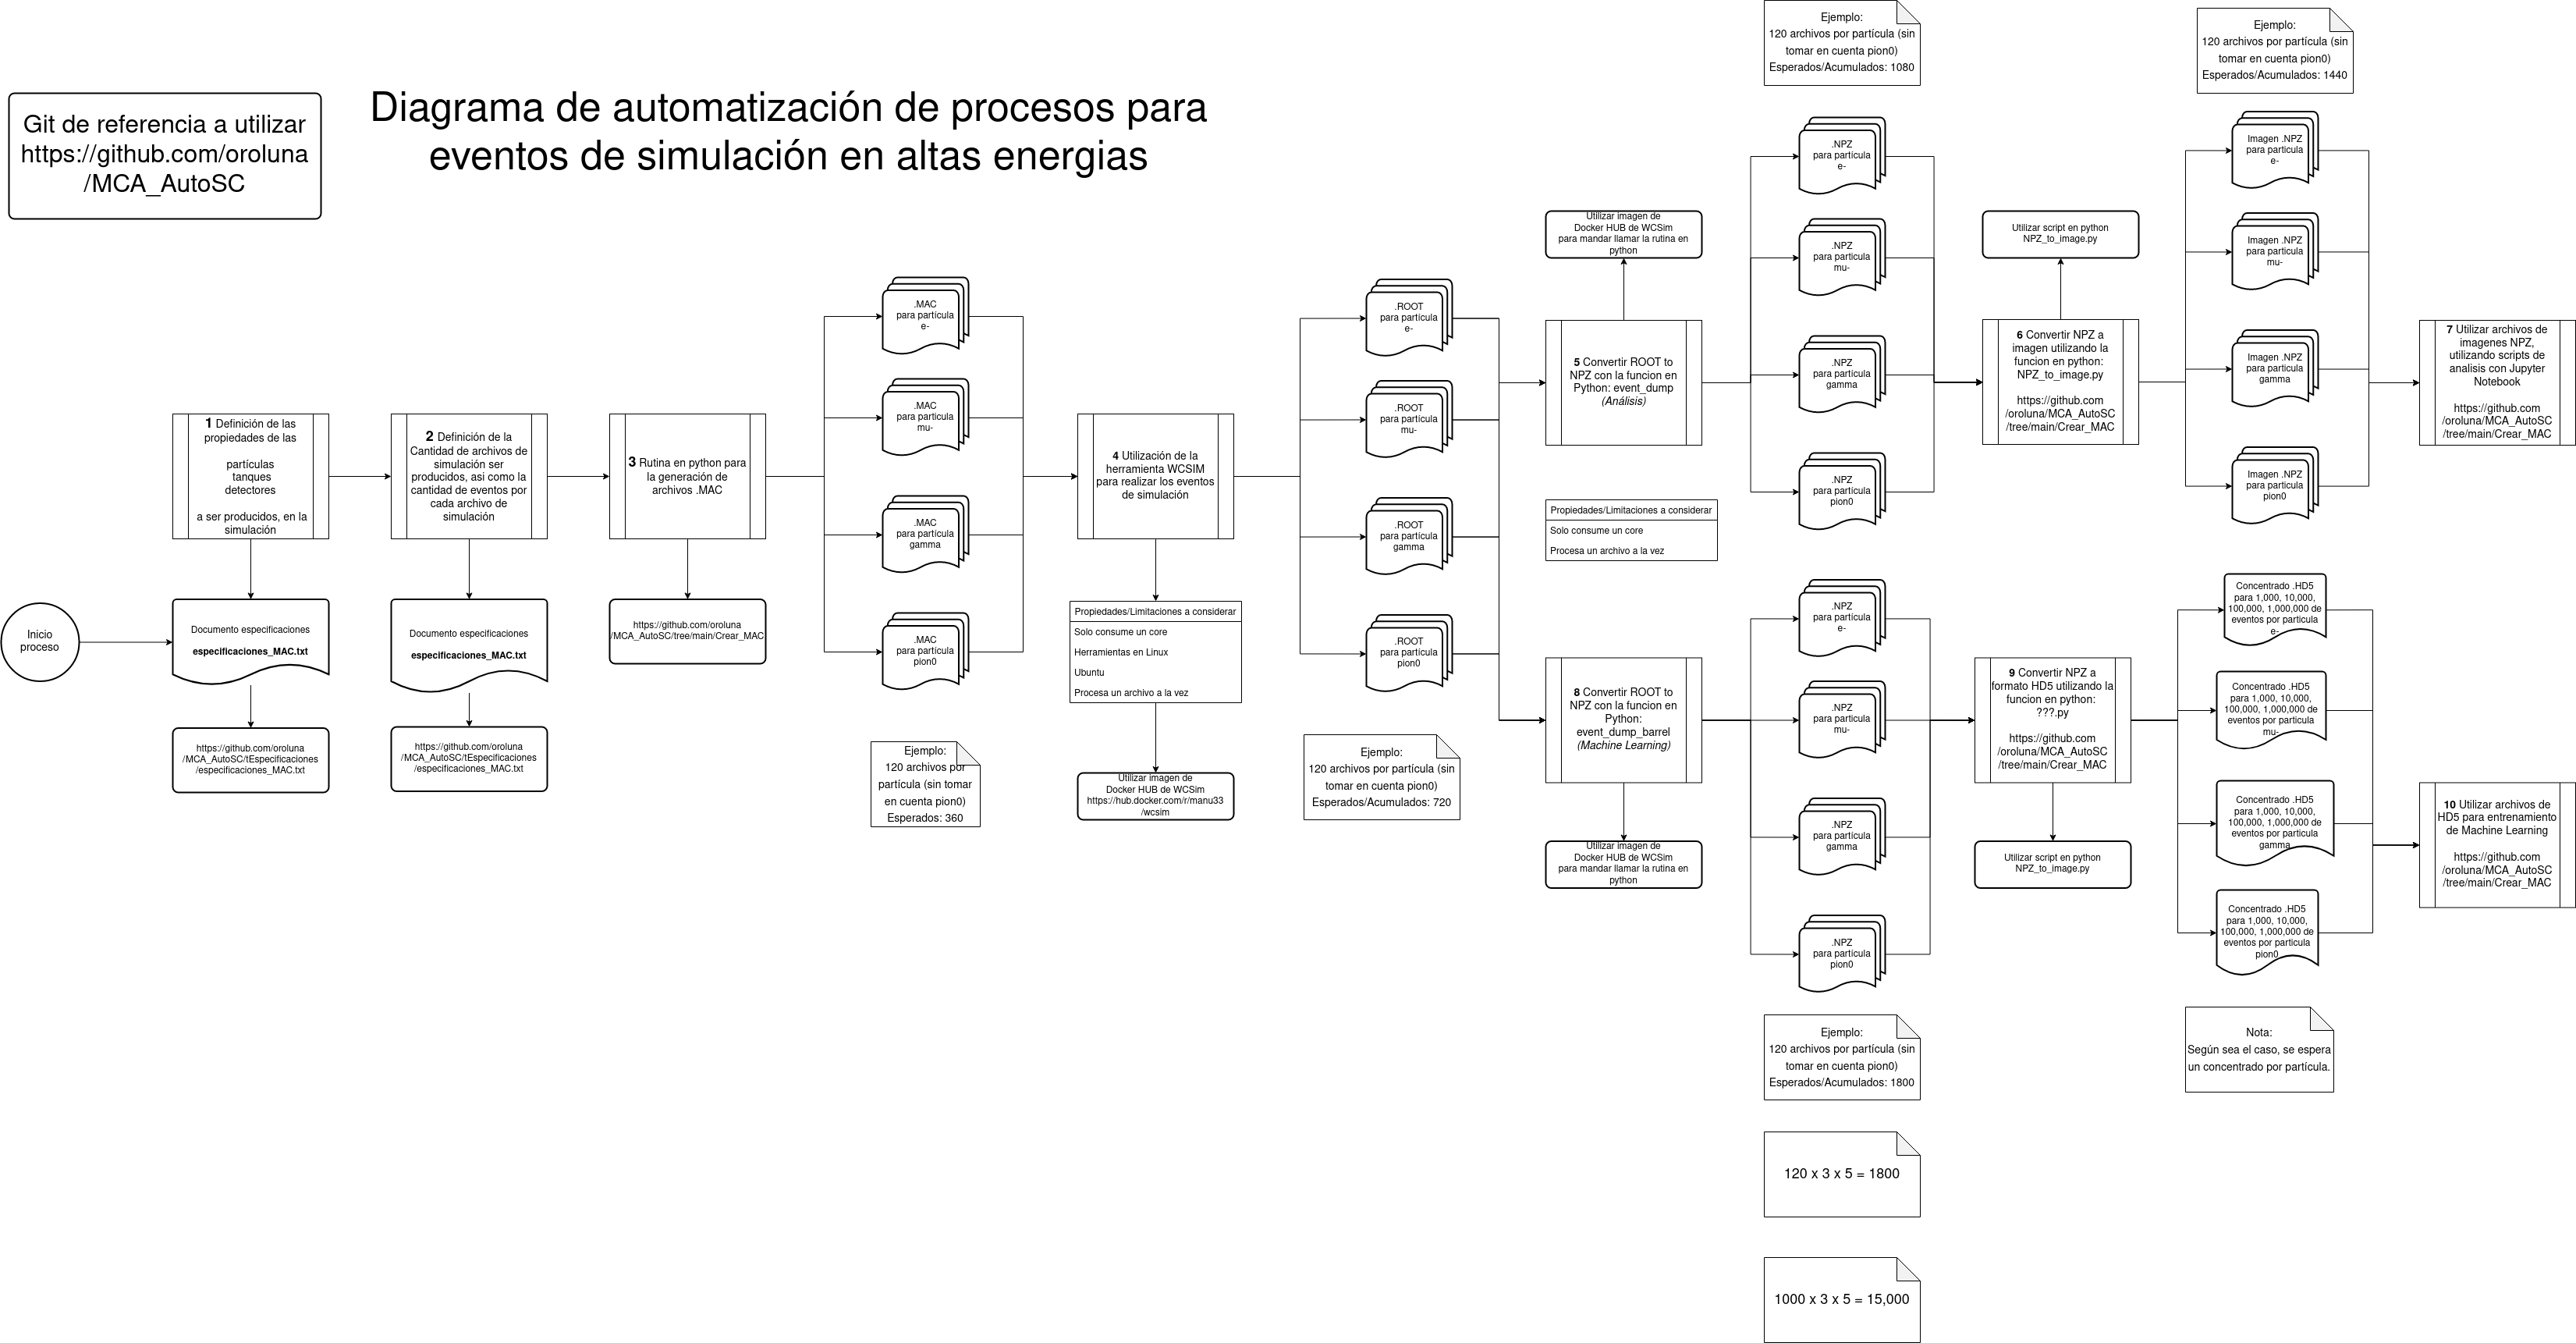 Git de referencia a utilizar
https://github.com/oroluna
/MCA_AutoSC
Diagrama de automatización de procesos para
eventos de simulación en altas energias
Inicio
proceso
1 Definición de las
propiedades de las
partículas
tanques
detectores
a ser producidos, en la
simulación
Documento especificaciones
especificaciones_MAC.txt
https://github.com/oroluna
/MCA_AutoSC/tEspecificaciones
/especificaciones_MAC.txt
2 Definición de la
Cantidad de archivos de
simulación ser
producidos, asi como la
cantidad de eventos por
cada archivo de
simulación
Documento especificaciones
especificaciones_MAC.txt
https://github.com/oroluna
/MCA_AutoSC/tEspecificaciones
/especificaciones_MAC.txt
3 Rutina en python para
la generación de
archivos .MAC
https://github.com/oroluna
/MCA_AutoSC/tree/main/Crear_MAC
.MAC
para partícula
e-
.MAC
para particula
mu-
.MAC
para partícula
gamma
.MAC
para partícula
pion0
Ejemplo:
120 archivos por
partícula (sin tomar
en cuenta pion0)
Esperados: 360
4 Utilización de la
herramienta WCSIM
para realizar los eventos
de simulación
Propiedades/Limitaciones a considerar
Solo consume un core
Herramientas en Linux
Ubuntu
Procesa un archivo a la vez
Utilizar imagen de
Docker HUB de WCSim
https://hub.docker.com/r/manu33
/wcsim
.ROOT
para partícula
e-
.ROOT
para partícula
mu-
.ROOT
para partícula
gamma
.ROOT
para partícula
pion0
Ejemplo:
120 archivos por partícula (sin
tomar en cuenta pion0)
Esperados/Acumulados: 720
Utilizar imagen de
Docker HUB de WCSim
para mandar llamar la rutina en
python
5 Convertir ROOT to
NPZ con la funcion en
Python: event_dump
(Análisis)
Propiedades/Limitaciones a considerar
Solo consume un core
Procesa un archivo a la vez
Ejemplo:
120 archivos por partícula (sin
tomar en cuenta pion0)
Esperados/Acumulados: 1080
.NPZ
para partícula
e-
.NPZ
para particula
mu-
.NPZ
para partícula
gamma
.NPZ
para partícula
pion0
Utilizar script en python
NPZ_to_image.py
6 Convertir NPZ a
imagen utilizando la
funcion en python:
NPZ_to_image.py
https://github.com
/oroluna/MCA_AutoSC
/tree/main/Crear_MAC
Ejemplo:
120 archivos por partícula (sin
tomar en cuenta pion0)
Esperados/Acumulados: 1440
Imagen .NPZ
para particula
e-
Imagen .NPZ
para particula
mu-
Imagen .NPZ
para partícula
gamma
Imagen .NPZ
para partícula
pion0
7 Utilizar archivos de
imagenes NPZ,
utilizando scripts de
analisis con Jupyter
Notebook
https://github.com
/oroluna/MCA_AutoSC
/tree/main/Crear_MAC
8 Convertir ROOT to
NPZ con la funcion en
Python:
event_dump_barrel
(Machine Learning)
Utilizar imagen de
Docker HUB de WCSim
para mandar llamar la rutina en
python
.NPZ
para partícula
e-
.NPZ
para particula
mu-
.NPZ
para partícula
gamma
.NPZ
para partícula
pion0
Ejemplo:
120 archivos por partícula (sin
tomar en cuenta pion0)
Esperados/Acumulados: 1800
120 x 3 x 5 = 1800
1000 x 3 x 5 = 15,000
9 Convertir NPZ a
formato HD5 utilizando la
funcion en python:
???.py
https://github.com
/oroluna/MCA_AutoSC
/tree/main/Crear_MAC
Utilizar script en python
NPZ_to_image.py
Concentrado .HD5
para 1,000, 10,000,
100,000, 1,000,000 de
eventos por particula
e-
Concentrado .HD5
para 1,000, 10,000,
100,000, 1,000,000 de
eventos por particula
mu-
Concentrado .HD5
para 1,000, 10,000,
100,000, 1,000,000 de
eventos por particula
gamma
Concentrado .HD5
para 1,000, 10,000,
100,000, 1,000,000 de
eventos por particula
pion0
Nota:
Según sea el caso, se espera
un concentrado por partícula.
10 Utilizar archivos de
HD5 para entrenamiento
de Machine Learning
https://github.com
/oroluna/MCA_AutoSC
/tree/main/Crear_MAC